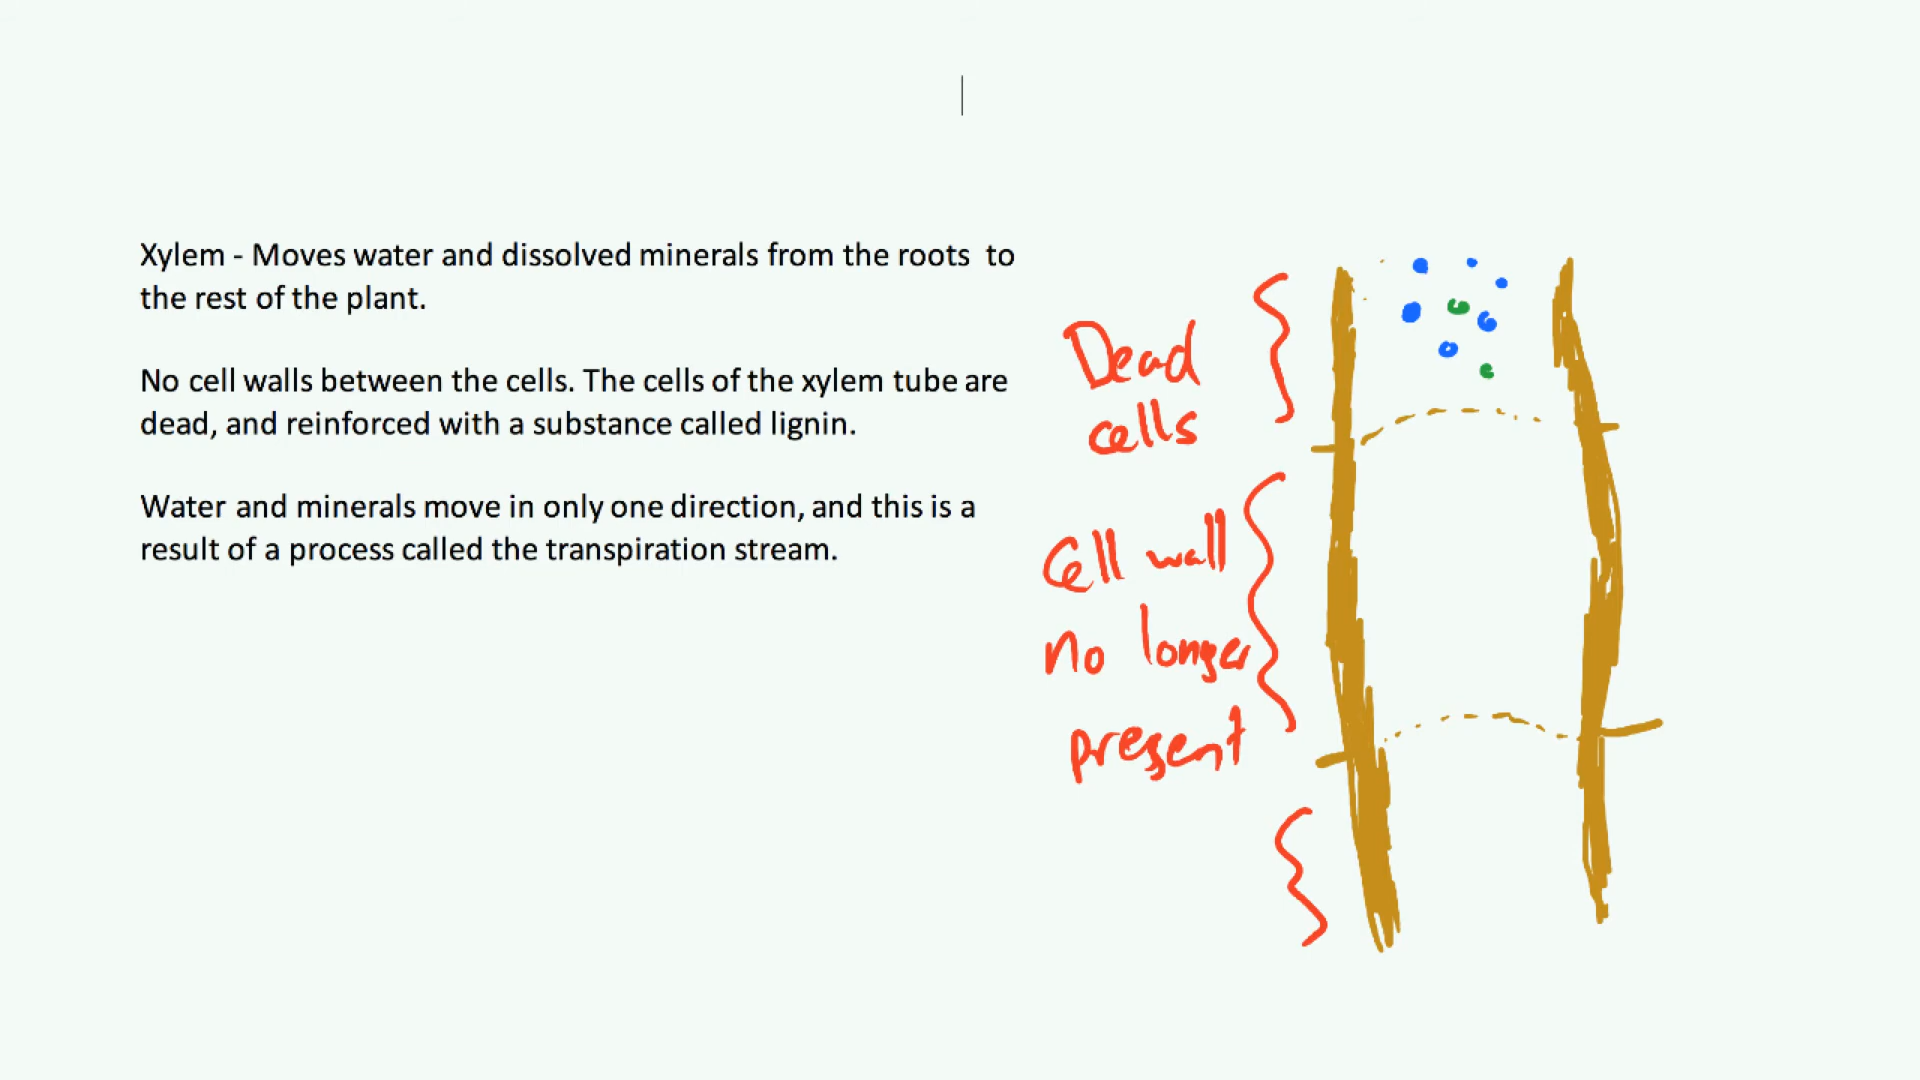 Xylem - Moves water and dissolved minerals from the roots  to
the rest of the plant.
No cell walls between the cells. The cells of the xylem tube are
dead, and reinforced with a substance called lignin.
Water and minerals move in only one direction, and this is a
result of a process called the transpiration stream.
Dead
cells
Cell wall
no longer
present